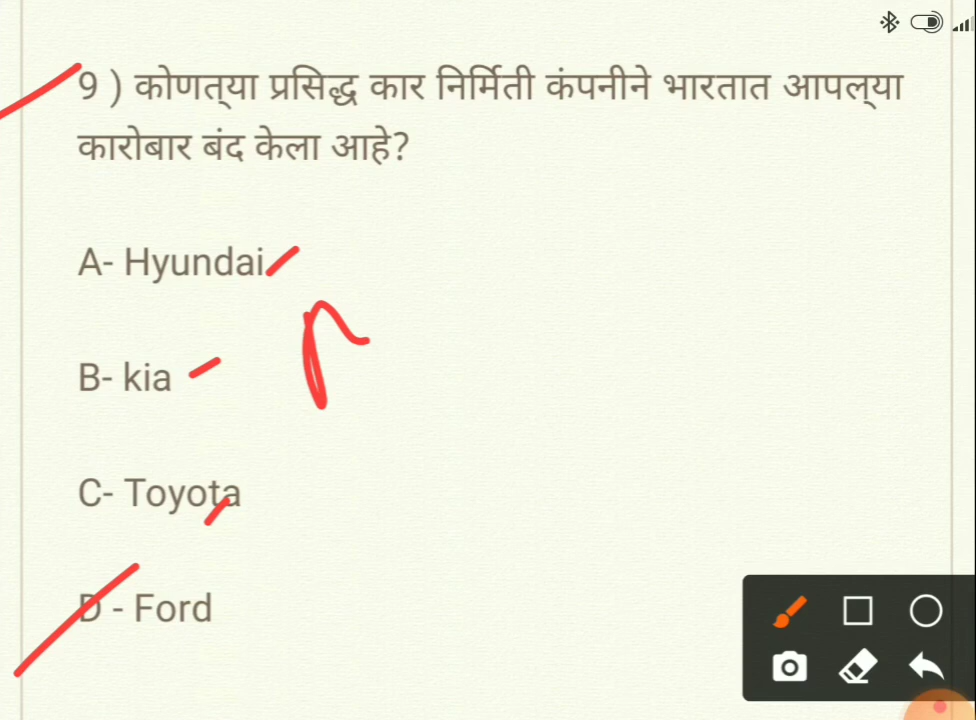 9 ) कोणत्या प्रसिद्ध कार निर्मिती कंपनीने भारतात आपल्या
कारोबार बंद केला आहे?
A- Hyundai
B- kia
C- Toyota
D - Ford